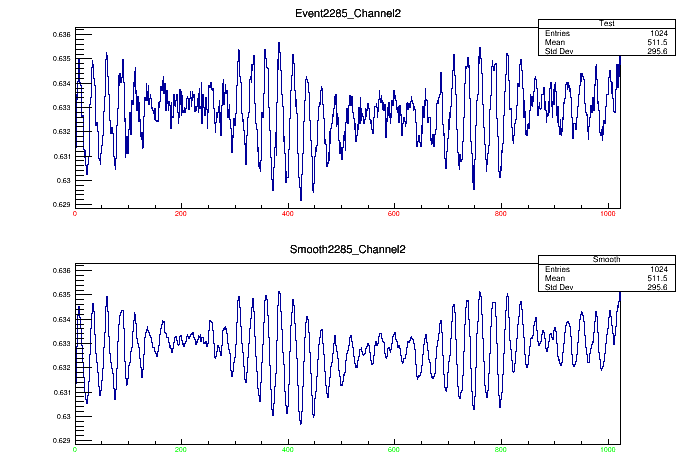 Event2285_Channel2
Test
Entries 1024
Mean 511.5
Std Dev 295.6
0.636
0.635
0.634
0.633
0.632
0.631
0.63
0.629
0 200 400 600 800 1000
Smooth2285_Channel2
Smooth
Entries 1024
Mean 511.5
Std Dev 295.6
0.636
0.635
0.634
0.633
0.632
0.631
0.63
0.629
0 200 400 600 800 1000